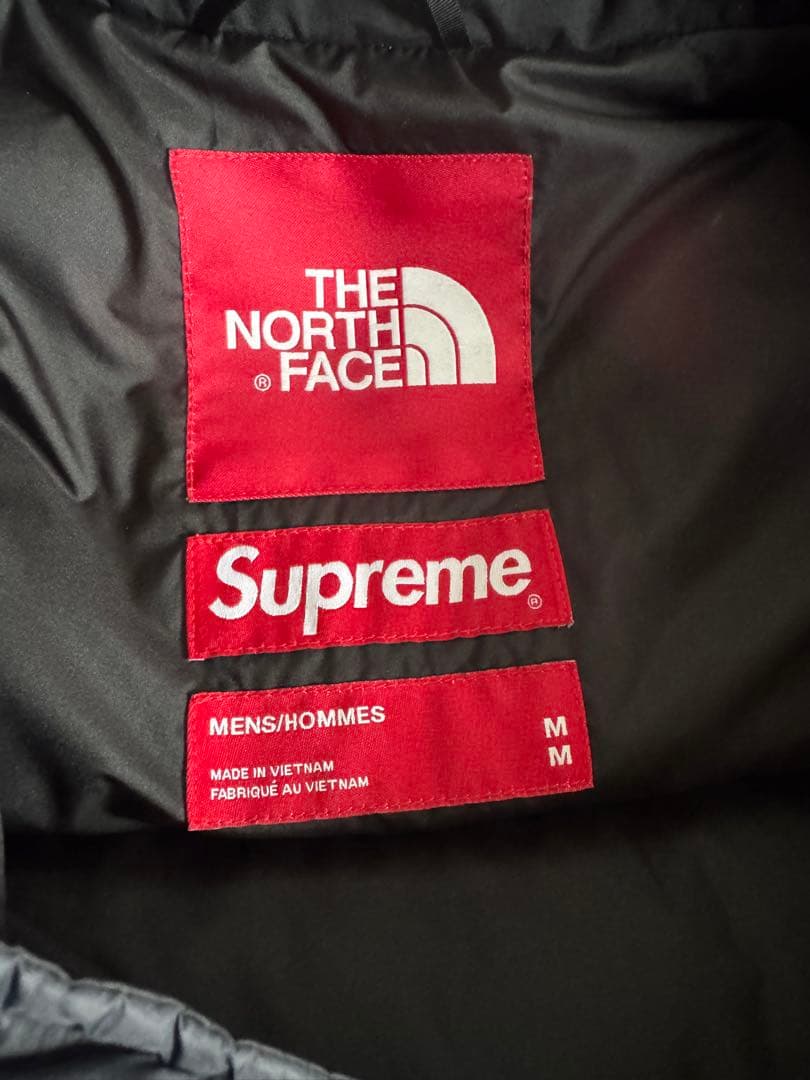 THE
NORTH
® FACE
Supreme ®
MENS/HOMMES M
M
MADE IN VIETNAM
FABRIQUÉ AU VIETNAM